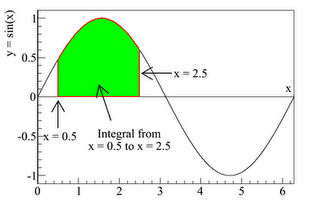 y = sin(x)
1
0.5
0
-0.5
-1
x = 2.5
x
x = 0.5
Integral from
x = 0.5 to x = 2.5
0
1
2
3
4
5
6